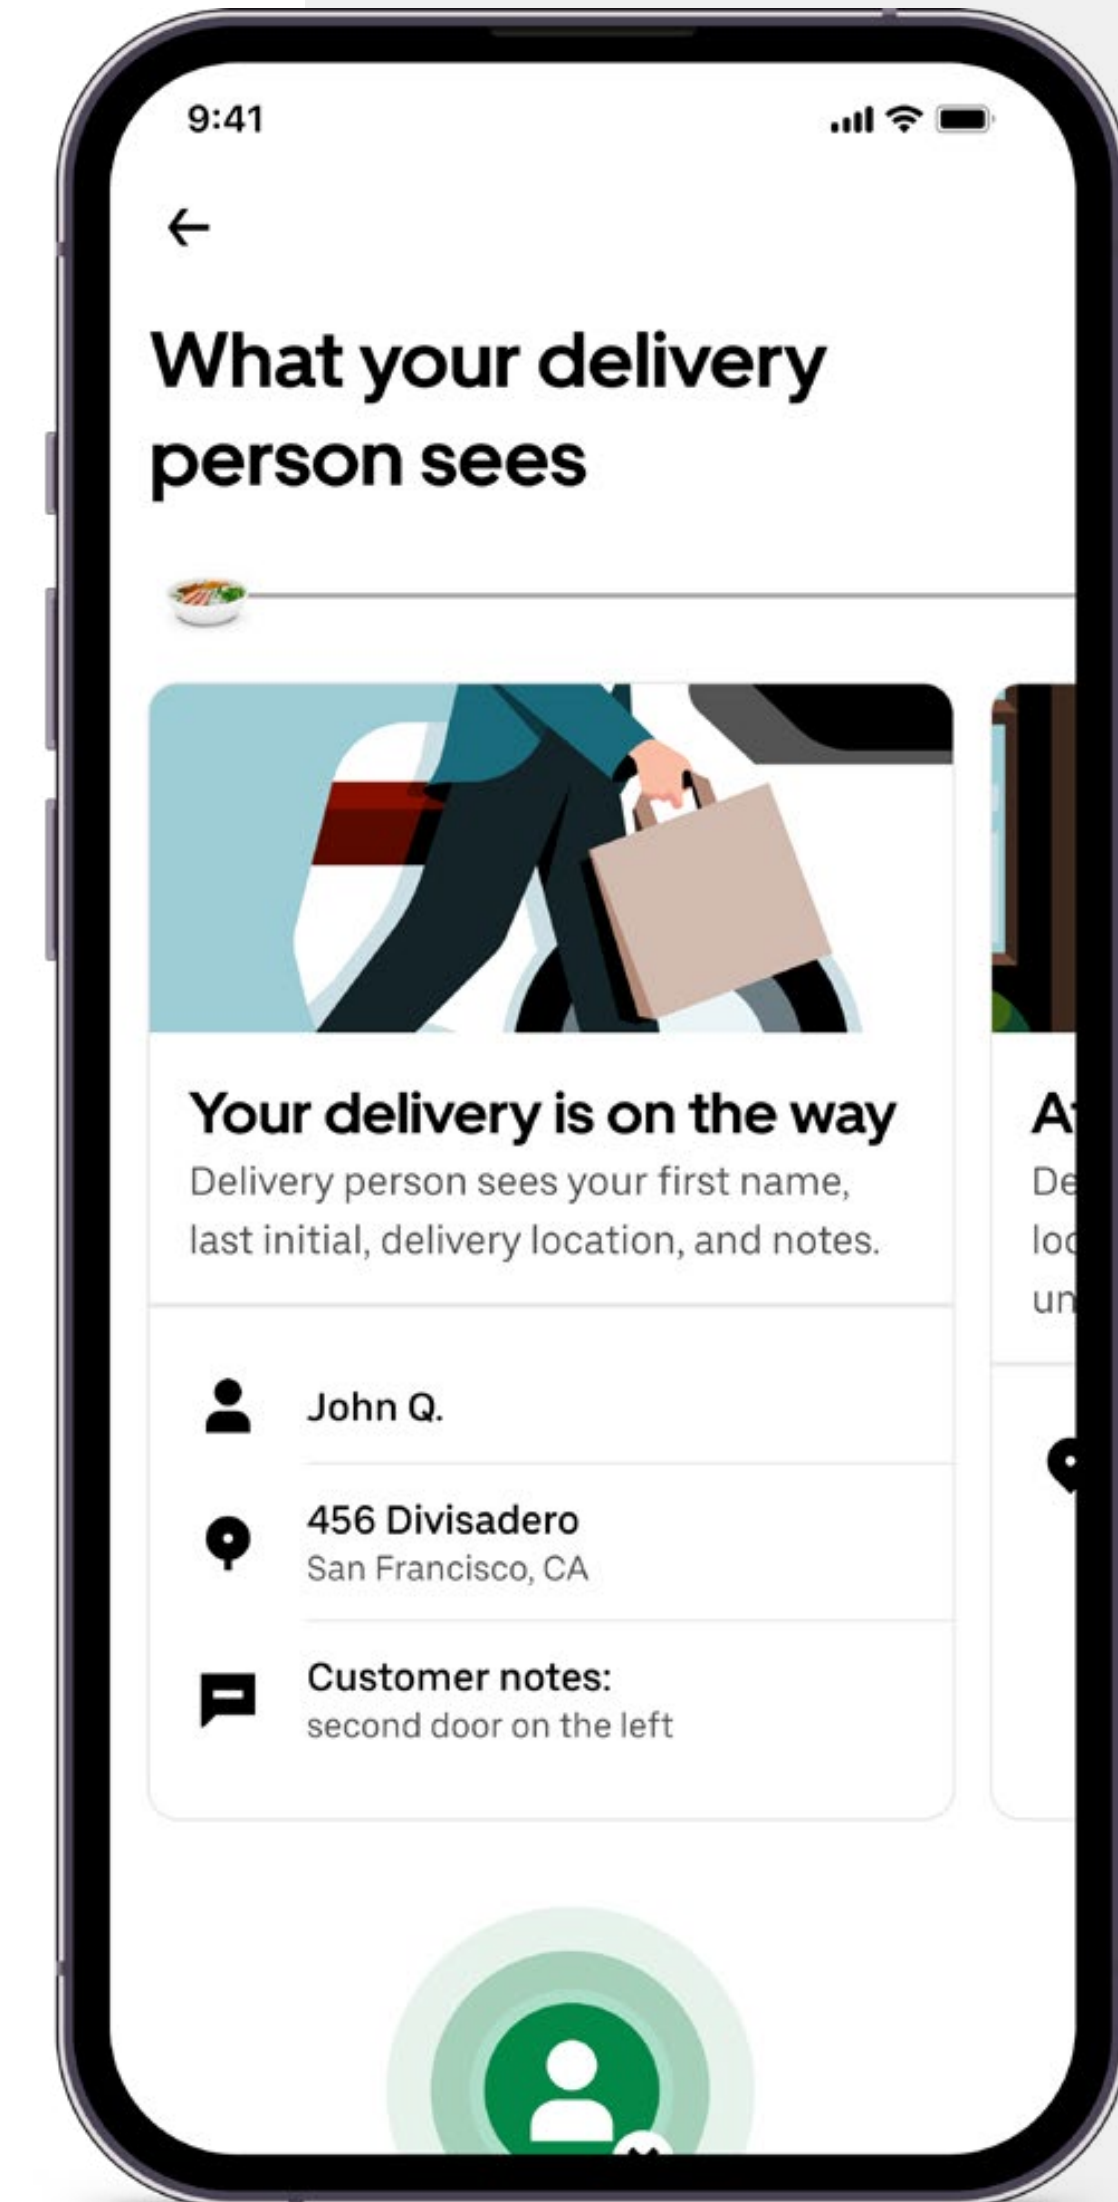 9:41
What your delivery
person sees
Your delivery is on the way
Delivery person sees your first name,
last initial, delivery location, and notes.
John Q.
456 Divisadero
San Francisco, CA
Customer notes:
second door on the left